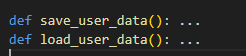 def save_user_data(): ...
def load_user_data(): ...